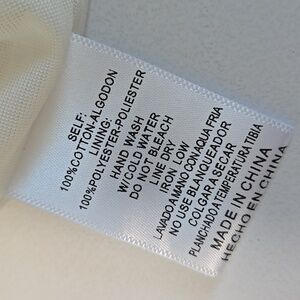 SELF:
100%COTTON-ALGODON
LINING:
100%POLYESTER-POLIESTER
HAND WASH
W/COLD WATER
DO NOT BLEACH
LINE DRY
IRON LOW
LAVADO A MANO CON AQUA FRIA
NO USE BLANQUEADOR
COLGAR A SECAR
PLANCHADO A TEMPERATURA TIBIA
MADE IN CHINA
HECHO EN CHINA